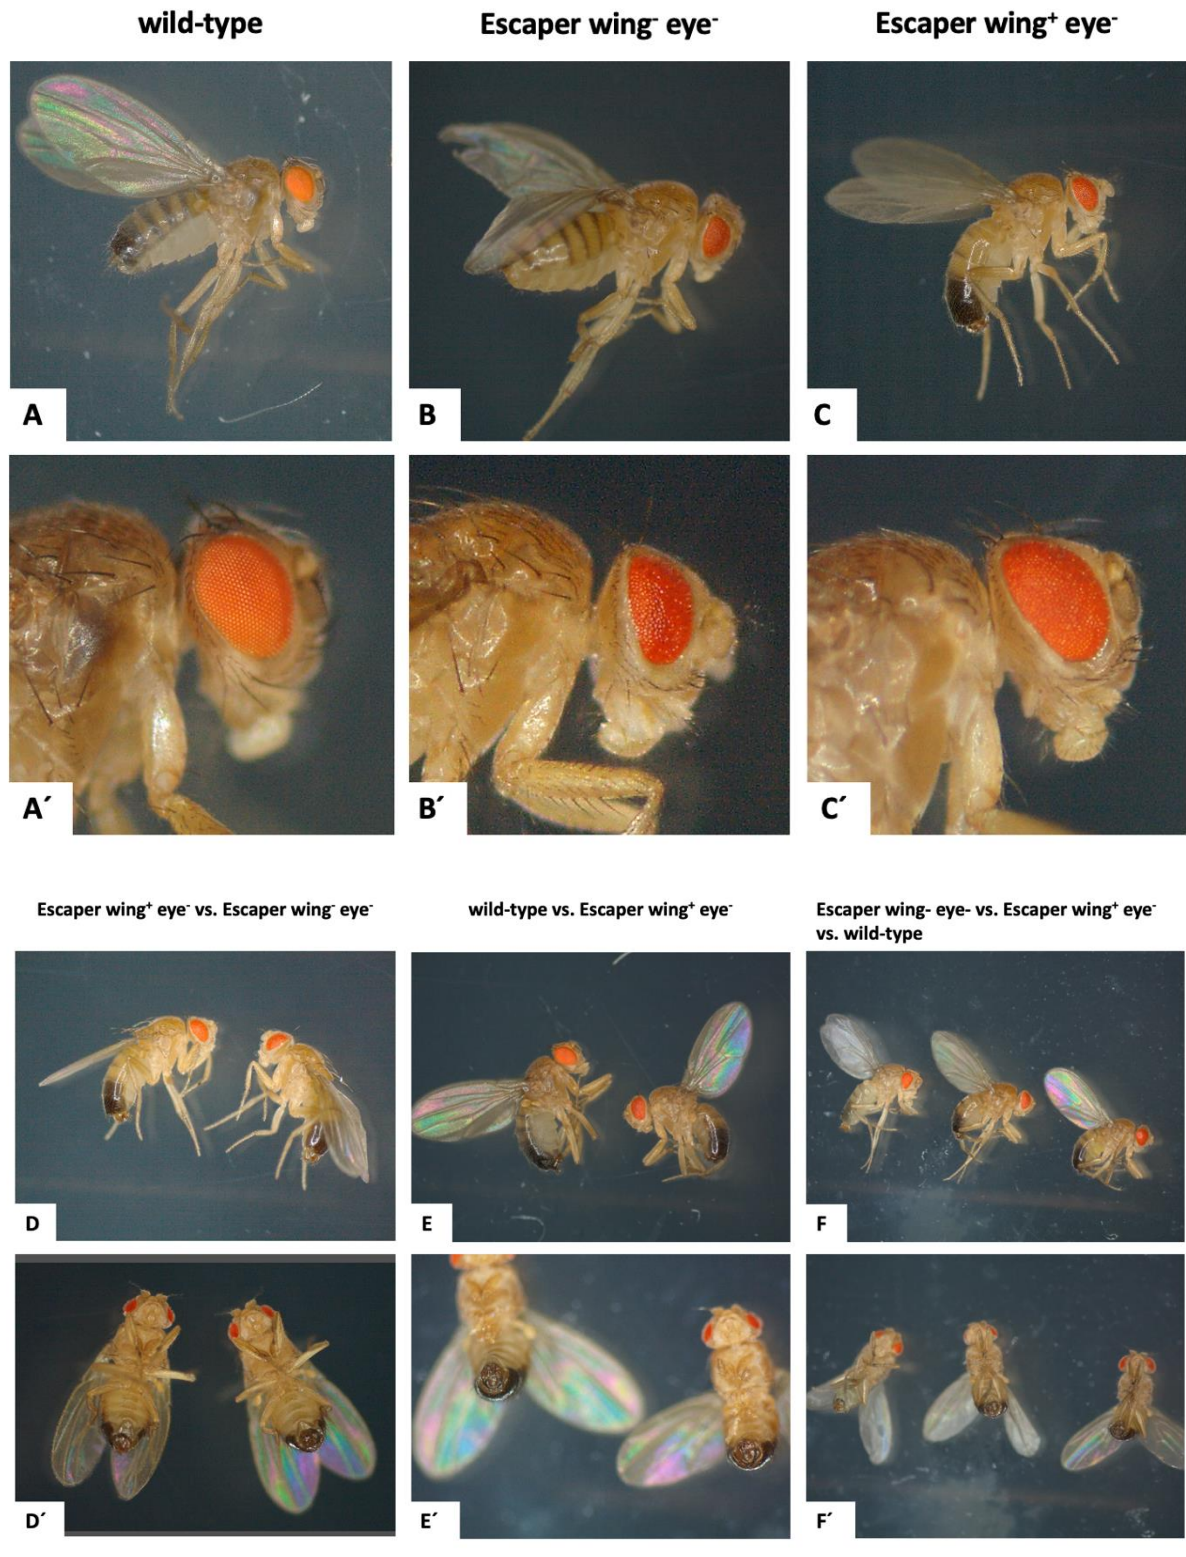 wild-type
Escaper wing⁻ eye⁻
Escaper wing⁺ eye⁻
A
B
C
A´
B´
C´
Escaper wing⁺ eye⁻ vs. Escaper wing⁻ eye⁻
wild-type vs. Escaper wing⁺ eye⁻
Escaper wing- eye- vs. Escaper wing⁺ eye⁻
vs. wild-type
D
E
F
D´
E´
F´